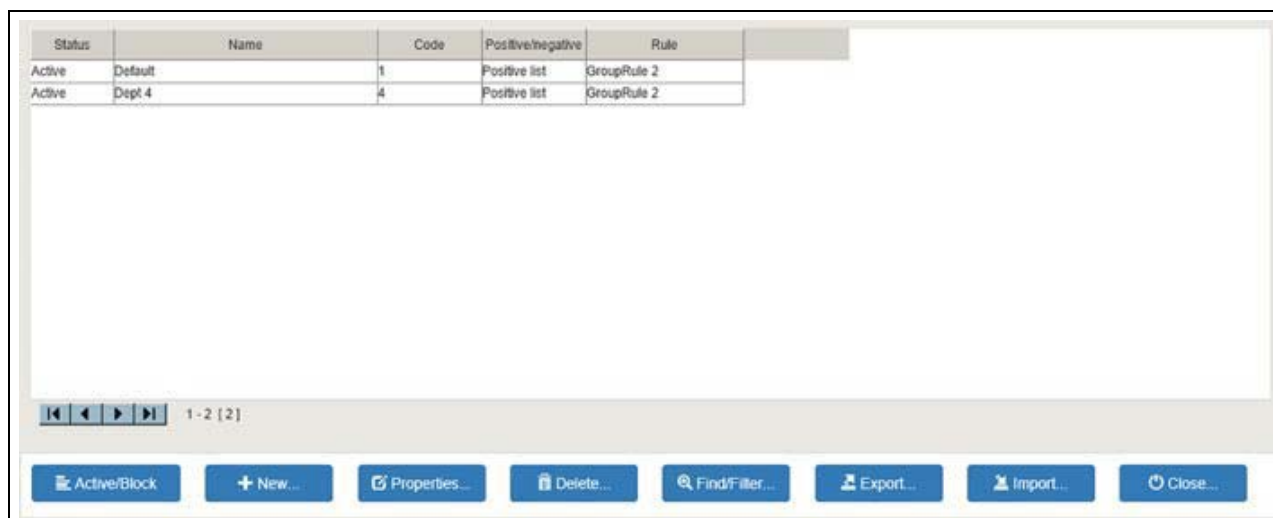 Status Name Code Positive/negative Rule
Active Default 1 Positive list GroupRule 2
Active Dept 4 4 Positive list GroupRule 2
1 - 2 [ 2 ]
Active/Block New... Properties... Delete... Find/Filter... Export... Import... Close...